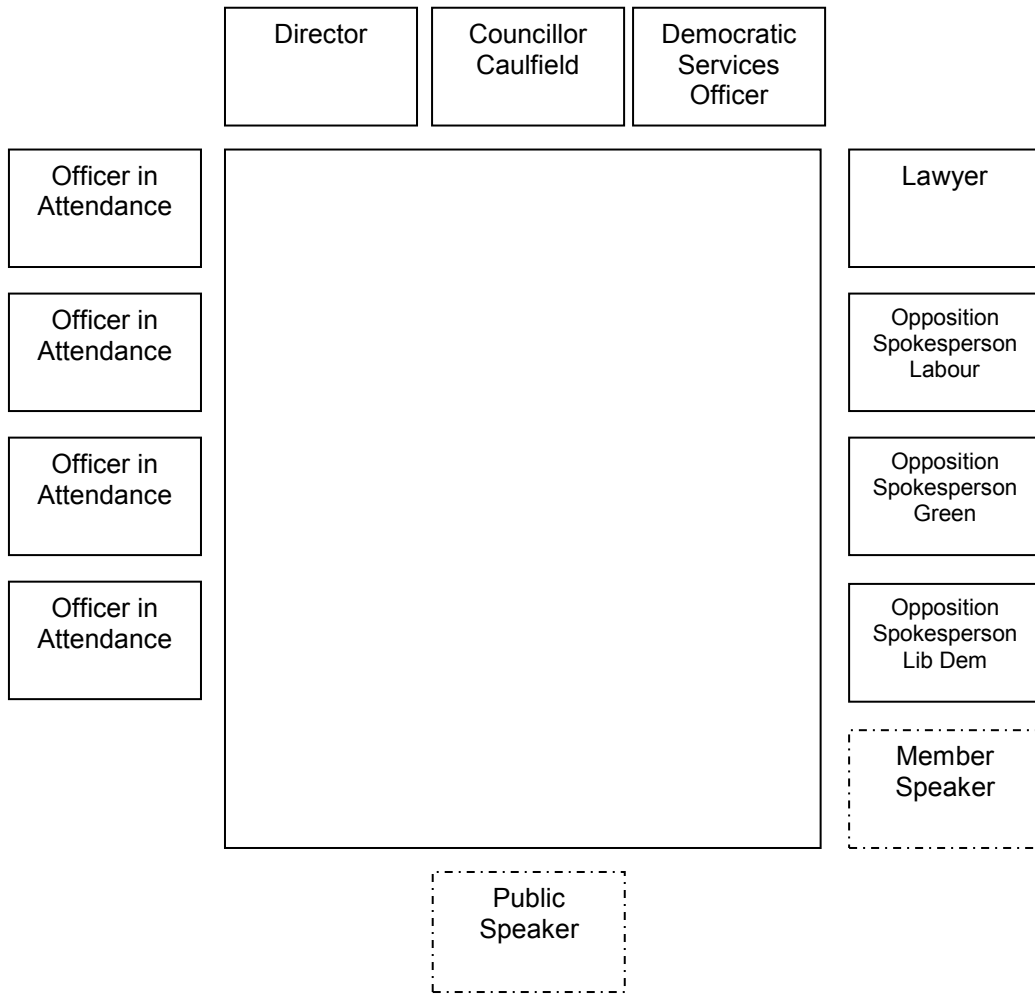 Director
Councillor
Caulfield
Democratic
Services
Officer
Officer in
Attendance
Lawyer
Officer in
Attendance
Opposition
Spokesperson
Labour
Officer in
Attendance
Opposition
Spokesperson
Green
Officer in
Attendance
Opposition
Spokesperson
Lib Dem
Member
Speaker
Public
Speaker